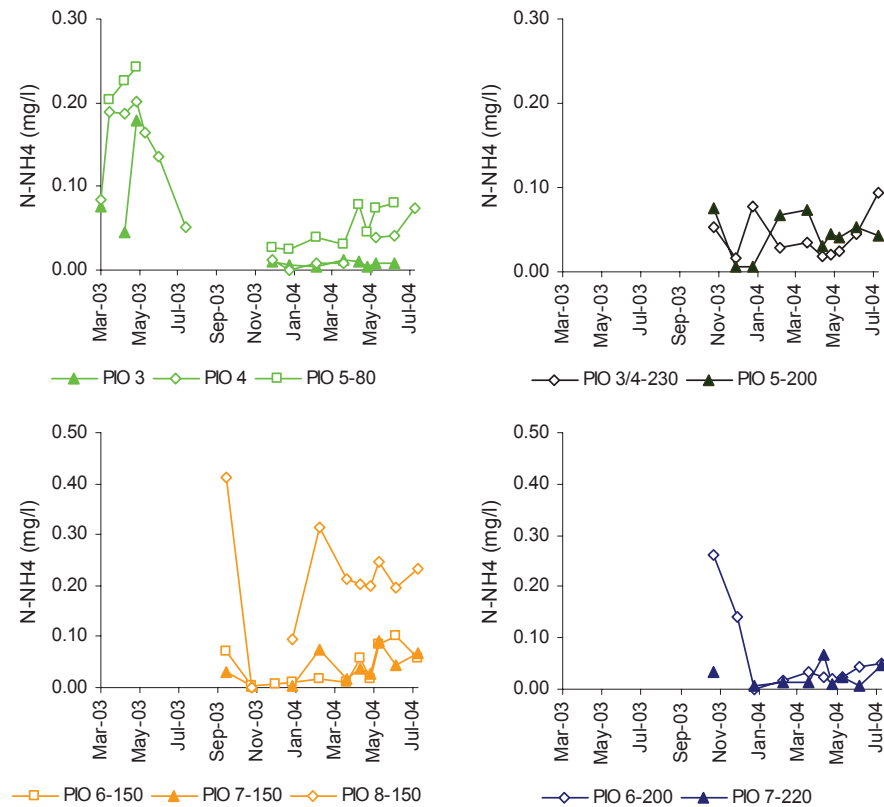 N-NH4 (mg/l)
0.30
0.20
0.10
0.00
Mar-03
May-03
Jul-03
Sep-03
Nov-03
Jan-04
Mar-04
May-04
Jul-04
PIO 3 PIO 4 PIO 5-80
N-NH4 (mg/l)
0.30
0.20
0.10
0.00
Mar-03
May-03
Jul-03
Sep-03
Nov-03
Jan-04
Mar-04
May-04
Jul-04
PIO 3/4-230 PIO 5-200
N-NH4 (mg/l)
0.50
0.40
0.30
0.20
0.10
0.00
Mar-03
May-03
Jul-03
Sep-03
Nov-03
Jan-04
Mar-04
May-04
Jul-04
PIO 6-150 PIO 7-150 PIO 8-150
N-NH4 (mg/l)
0.50
0.40
0.30
0.20
0.10
0.00
Mar-03
May-03
Jul-03
Sep-03
Nov-03
Jan-04
Mar-04
May-04
Jul-04
PIO 6-200 PIO 7-220